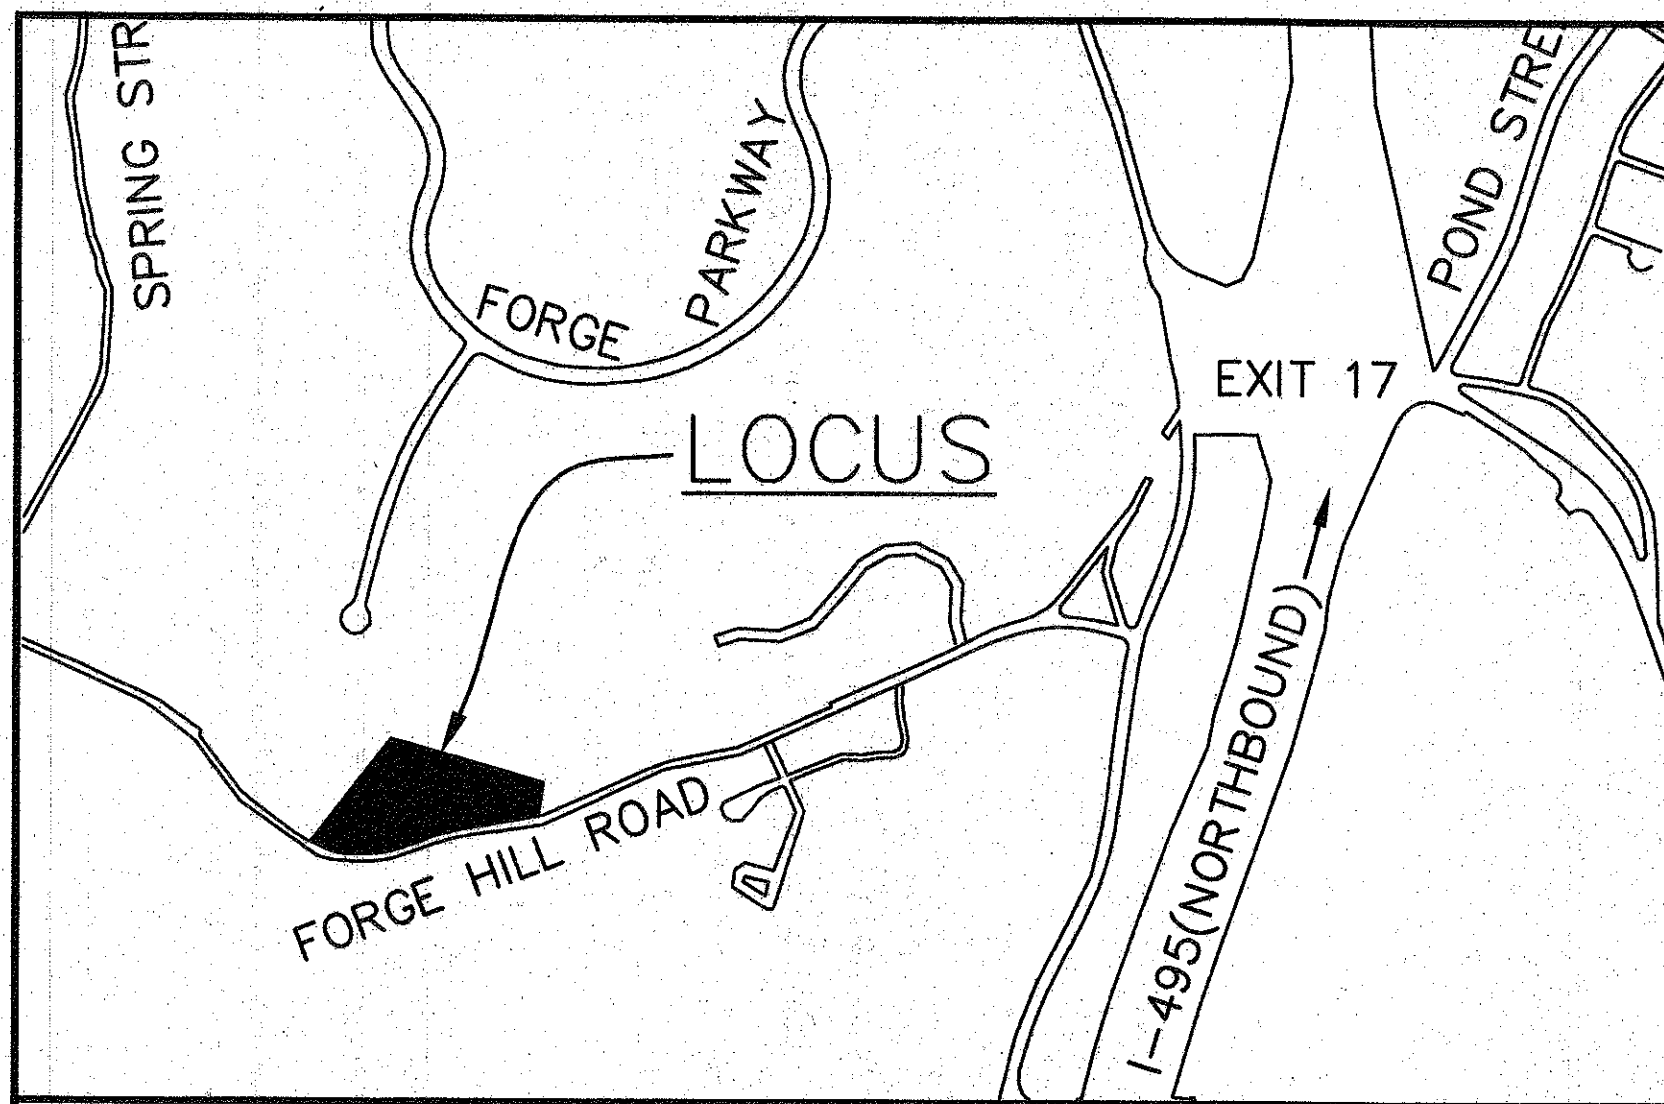 SPRING STR
FORGE PARKWAY
POND STRE
EXIT 17
LOCUS
I-495(NORTHBOUND)
FORGE HILL ROAD